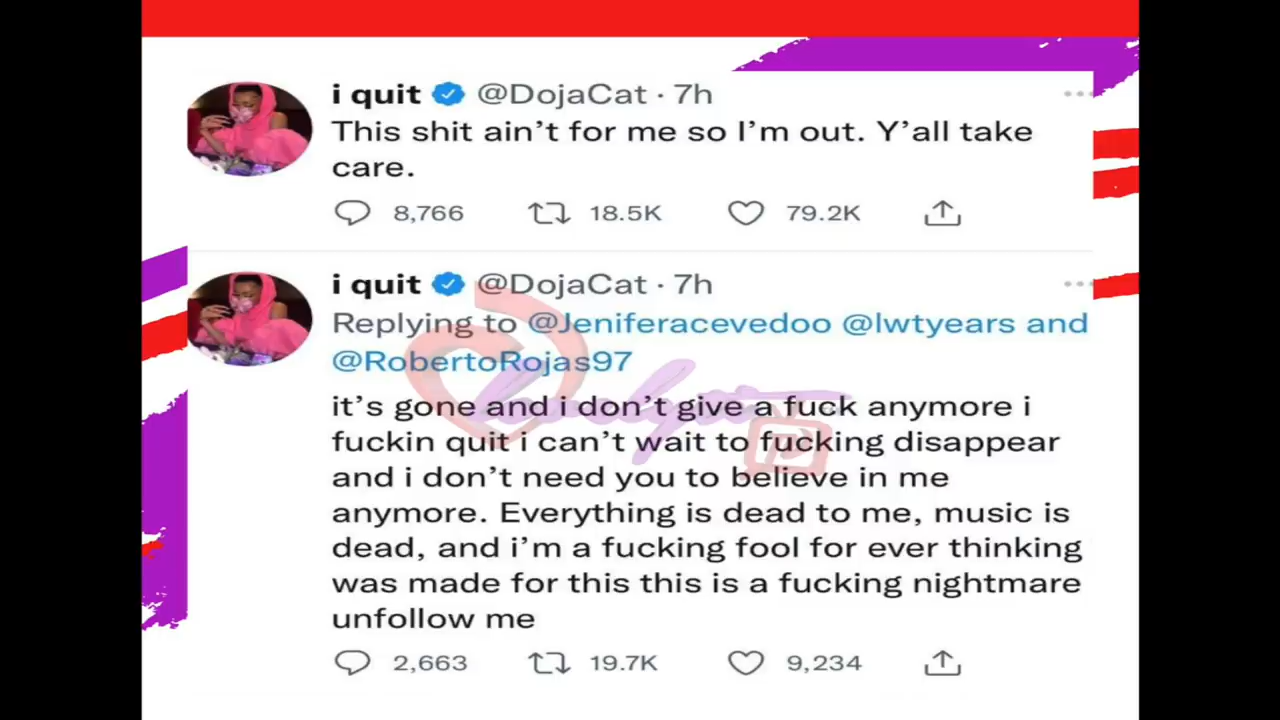 i quit @DojaCat · 7h
This shit ain't for me so I'm out. Y'all take
care.
8,766 18.5K 79.2K
i quit @DojaCat · 7h
Replying to @Jeniferacevedoo @lwtyears and
@RobertoRojas97
it's gone and i don't give a fuck anymore i
fuckin quit i can't wait to fucking disappear
and i don't need you to believe in me
anymore. Everything is dead to me, music is
dead, and i'm a fucking fool for ever thinking
was made for this this is a fucking nightmare
unfollow me
2,663 19.7K 9,234